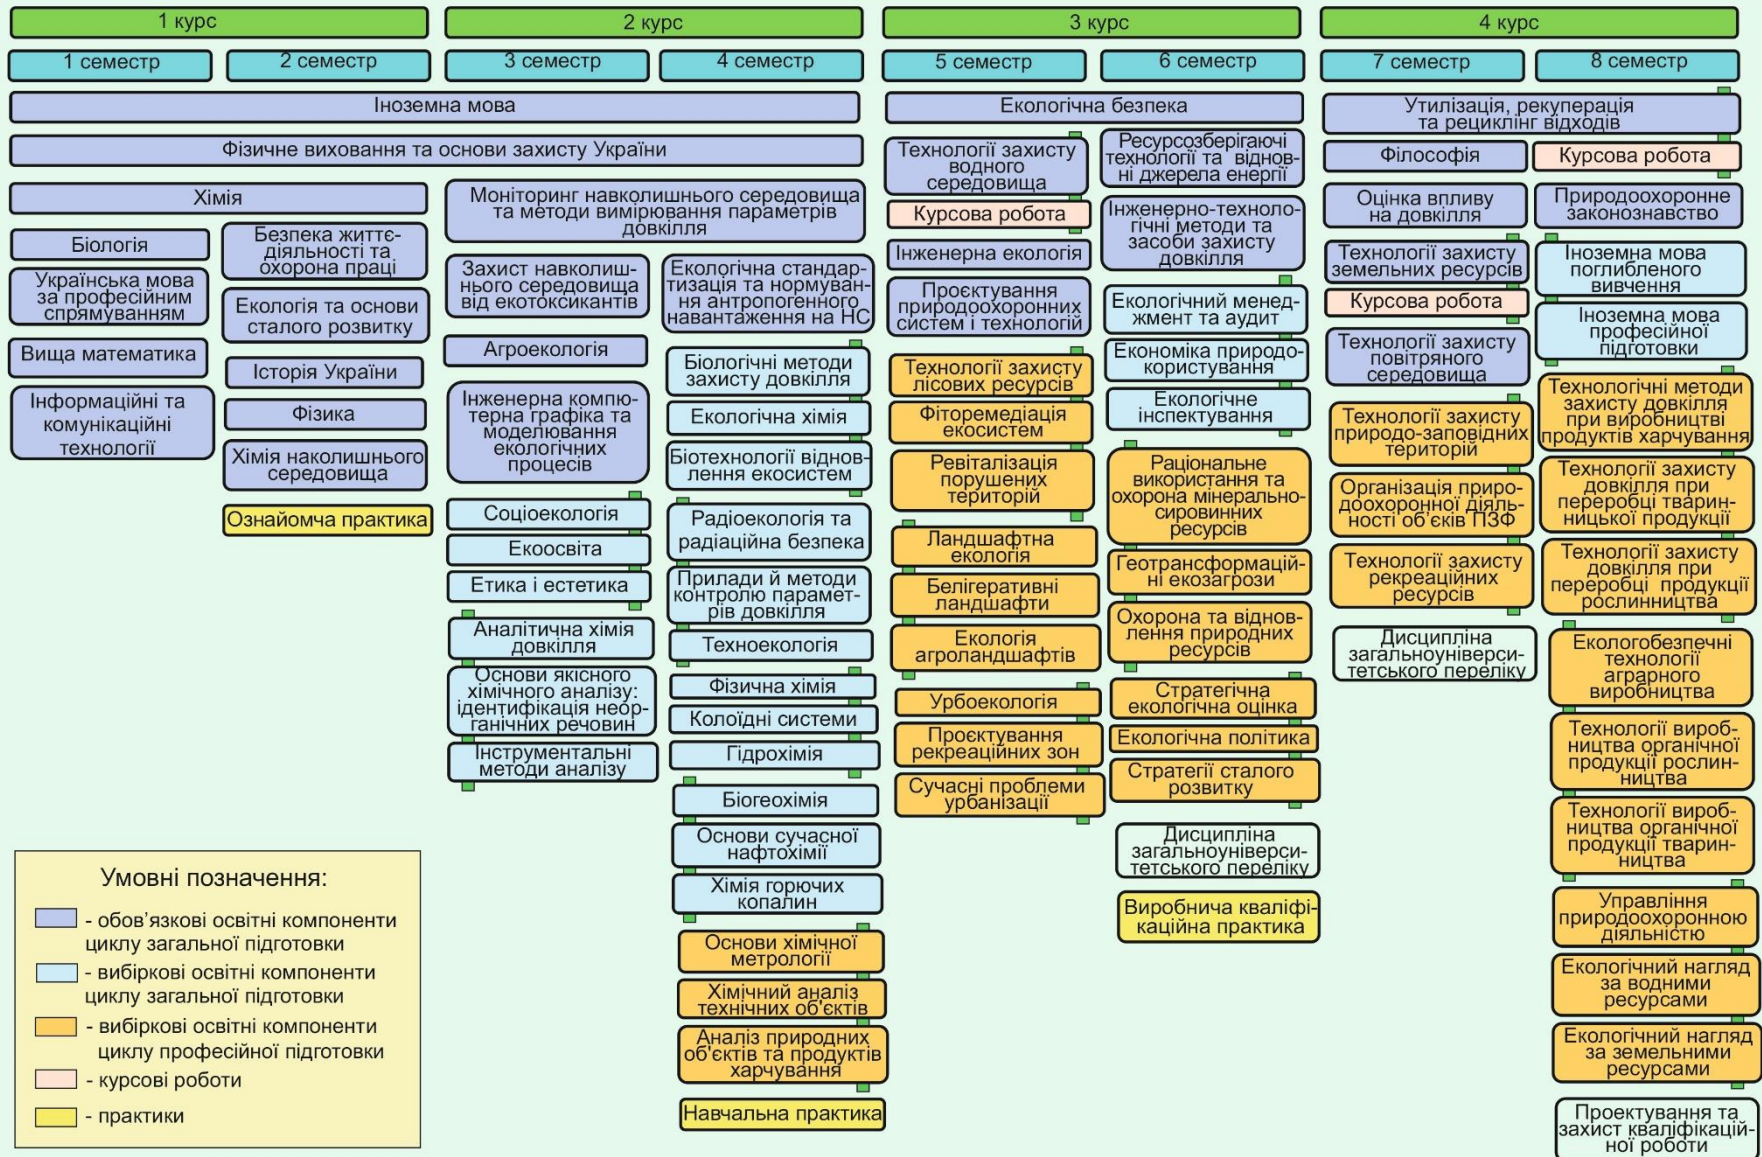 1 курс
2 курс
3 курс
4 курс
1 семестр
2 семестр
3 семестр
4 семестр
5 семестр
6 семестр
7 семестр
8 семестр
Іноземна мова
Фізичне виховання та основи захисту України
Хімія
Біологія
Українська мова
за професійним
спрямуванням
Вища математика
Інформаційні та
комунікаційні
технології
Безпека життє-
діяльності та
охорона праці
Екологія та основи
сталого розвитку
Історія України
Фізика
Хімія наколишнього
середовища
Ознайомча практика
Моніторинг навколишнього середовища
та методи вимірювання параметрів
довкілля
Захист навколиш-
нього середовища
від екотоксикантів
Агроекологія
Інженерна компю-
терна графіка та
моделювання
екологічних
процесів
Соціоекологія
Екоосвіта
Етика і естетика
Аналітична хімія
довкілля
Основи якісного
хімічного аналізу:
ідентифікація неор-
ганічних речовин
Інструментальні
методи аналізу
Екологічна стандар-
тизація та нормуван-
ня антропогенного
навантаження на НС
Біологічні методи
захисту довкілля
Екологічна хімія
Біотехнології віднов-
лення екосистем
Радіоекологія та
радіаційна безпека
Прилади й методи
контролю парамет-
рів довкілля
Техноекологія
Фізична хімія
Колоїдні системи
Гідрохімія
Біогеохімія
Основи сучасної
нафтохімії
Хімія горючих
копалин
Основи хімічної
метрології
Хімічний аналіз
технічних об'єктів
Аналіз природних
об'єктів та продуктів
харчування
Навчальна практика
Екологічна безпека
Технології захисту
водного
середовища
Курсова робота
Інженерна екологія
Проєктування
природоохоронних
систем і технологій
Технології захисту
лісових ресурсів
Фіторемедіація
екосистем
Ревіталізація
порушених
територій
Ландшафтна
екологія
Белігеративні
ландшафти
Екологія
агроландшафтів
Урбоекологія
Проєктування
рекреаційних зон
Сучасні проблеми
урбанізації
Ресурсозберігаючі
технології та віднов-
ні джерела енергії
Інженерно-техноло-
гічні методи та
засоби захисту
довкілля
Екологічний менед-
жмент та аудит
Економіка природо-
користування
Екологічне
інспектування
Раціональне
використання та
охорона мінерально-
сировинних
ресурсів
Геотрансформацій-
ні екозагрози
Охорона та віднов-
лення природних
ресурсів
Стратегічна
екологічна оцінка
Екологічна політика
Стратегії сталого
розвитку
Дисципліна
загальноуніверси-
тетського переліку
Виробнича кваліфі-
каційна практика
Утилізація, рекуперація
та рециклінг відходів
Філософія
Оцінка впливу
на довкілля
Технології захисту
земельних ресурсів
Курсова робота
Технології захисту
повітряного
середовища
Технології захисту
природо-заповідних
територій
Організація приро-
доохоронної діяль-
ності об’єків ПЗФ
Технології захисту
рекреаційних
ресурсів
Дисципліна
загальноуніверси-
тетського переліку
Курсова робота
Природоохоронне
законознавство
Іноземна мова
поглибленого
вивчення
Іноземна мова
професійної
підготовки
Технологічні методи
захисту довкілля
при виробництві
продуктів харчування
Технології захисту
довкілля при
переробці тварин-
ницької продукції
Технології захисту
довкілля при
переробці продукції
рослинництва
Екологобезпечні
технології
аграрного
виробництва
Технології вироб-
ництва органічної
продукції рослин-
ництва
Технології вироб-
ництва органічної
продукції тварин-
ництва
Управління
природоохоронною
діяльністю
Екологічний нагляд
за водними
ресурсами
Екологічний нагляд
за земельними
ресурсами
Проектування та
захист кваліфікацій-
ної роботи
Умовні позначення:
- обов’язкові освітні компоненти
циклу загальної підготовки
- вибіркові освітні компоненти
циклу загальної підготовки
- вибіркові освітні компоненти
циклу професійної підготовки
- курсові роботи
- практики